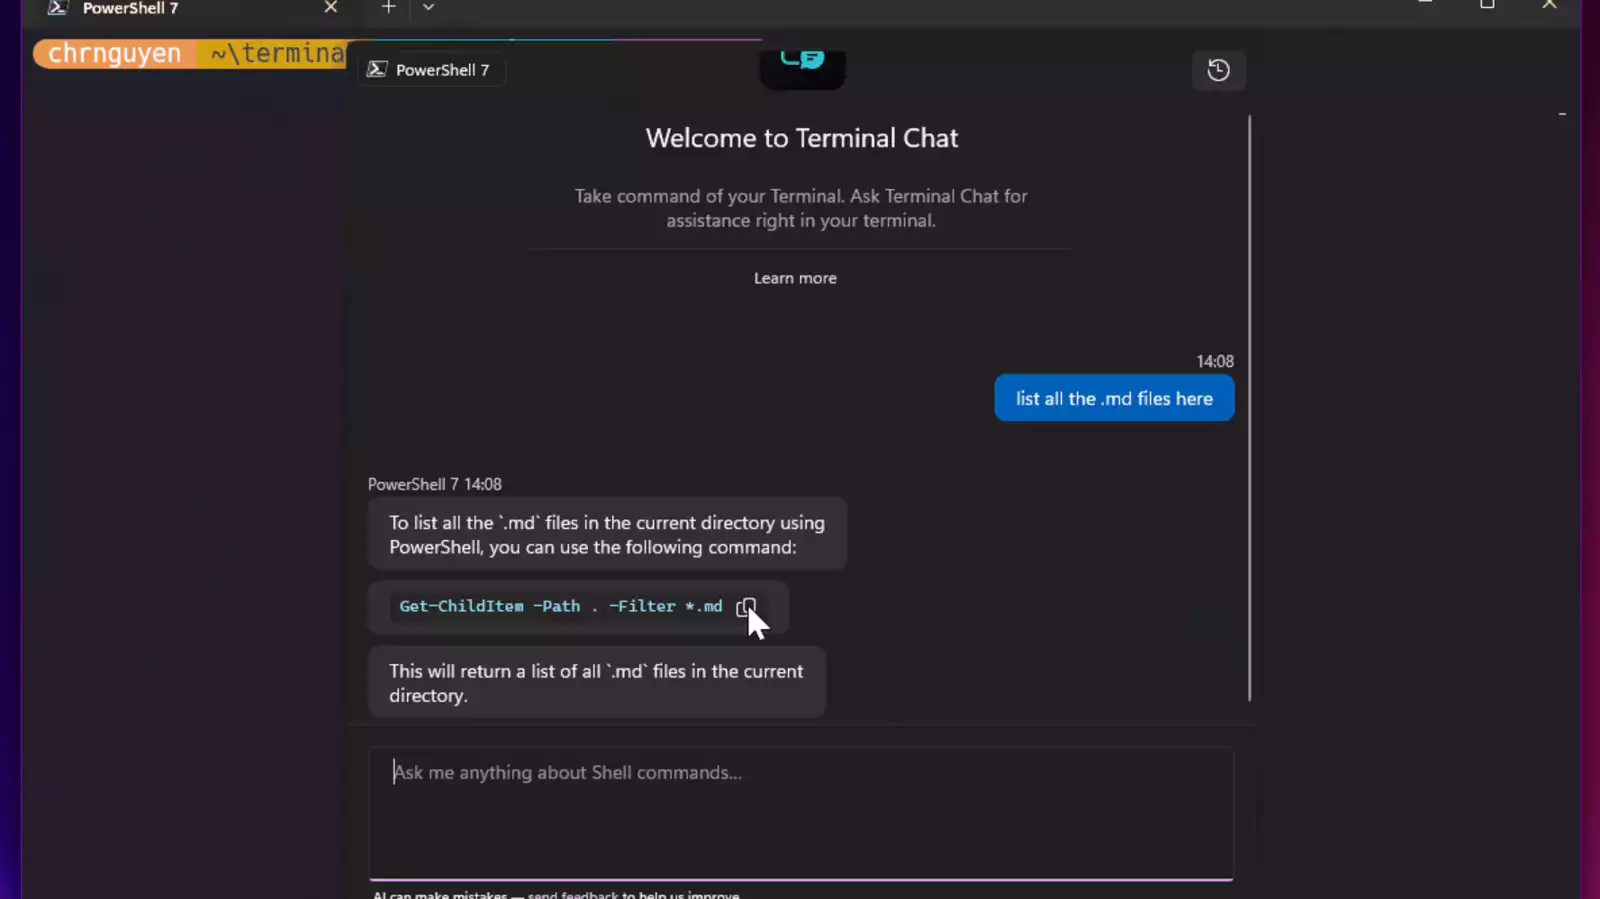 PowerShell 7
chrnguyen ~\termina
PowerShell 7
Welcome to Terminal Chat
Take command of your Terminal. Ask Terminal Chat for
assistance right in your terminal.
Learn more
14:08
list all the .md files here
PowerShell 7 14:08
To list all the `.md` files in the current directory using
PowerShell, you can use the following command:
Get-ChildItem -Path . -Filter *.md
This will return a list of all `.md` files in the current
directory.
Ask me anything about Shell commands...
AI can make mistakes — send feedback to help us improve